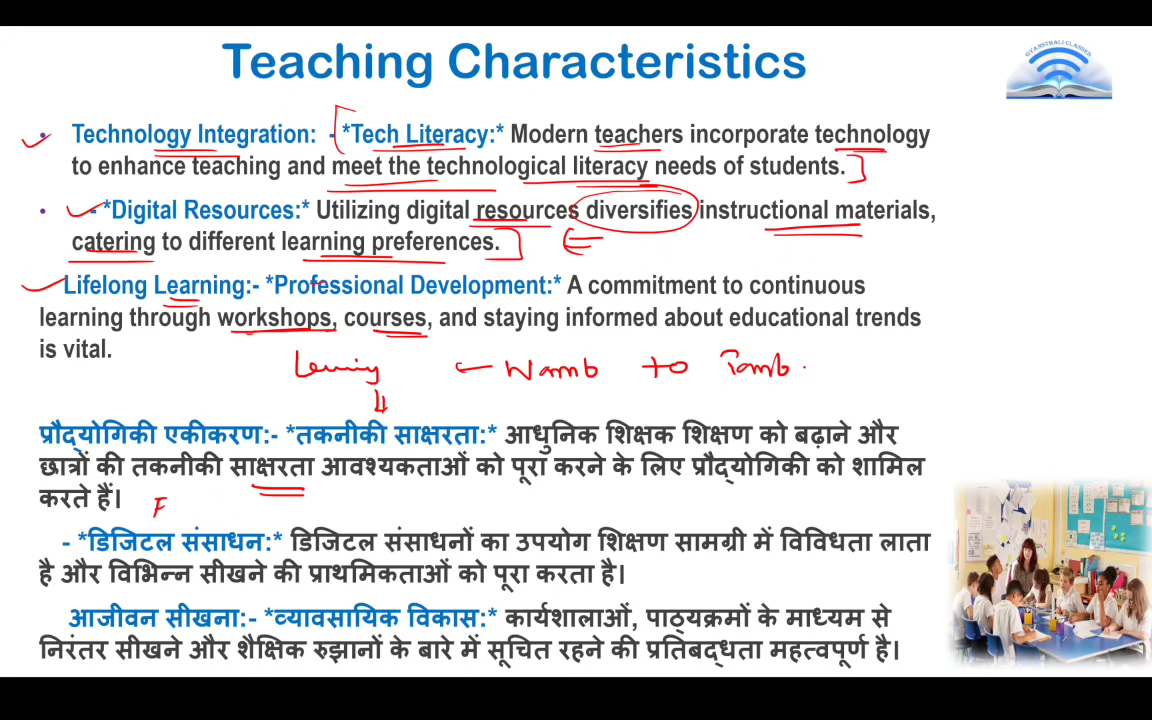 Teaching Characteristics
GYANSTHALI CLASSES
• Technology Integration: - *Tech Literacy:* Modern teachers incorporate technology
to enhance teaching and meet the technological literacy needs of students.
• - *Digital Resources:* Utilizing digital resources diversifies instructional materials,
catering to different learning preferences.
Lifelong Learning:- *Professional Development:* A commitment to continuous
learning through workshops, courses, and staying informed about educational trends
is vital.
Womb to Tomb
प्रौद्योगिकी एकीकरण:- *तकनीकी साक्षरता:* आधुनिक शिक्षक शिक्षण को बढ़ाने और
छात्रों की तकनीकी साक्षरता आवश्यकताओं को पूरा करने के लिए प्रौद्योगिकी को शामिल
करते हैं।
F
- *डिजिटल संसाधन:* डिजिटल संसाधनों का उपयोग शिक्षण सामग्री में विविधता लाता
है और विभिन्न सीखने की प्राथमिकताओं को पूरा करता है।
आजीवन सीखना:- *व्यावसायिक विकास:* कार्यशालाओं, पाठ्यक्रमों के माध्यम से
निरंतर सीखने और शैक्षिक रुझानों के बारे में सूचित रहने की प्रतिबद्धता महत्वपूर्ण है।